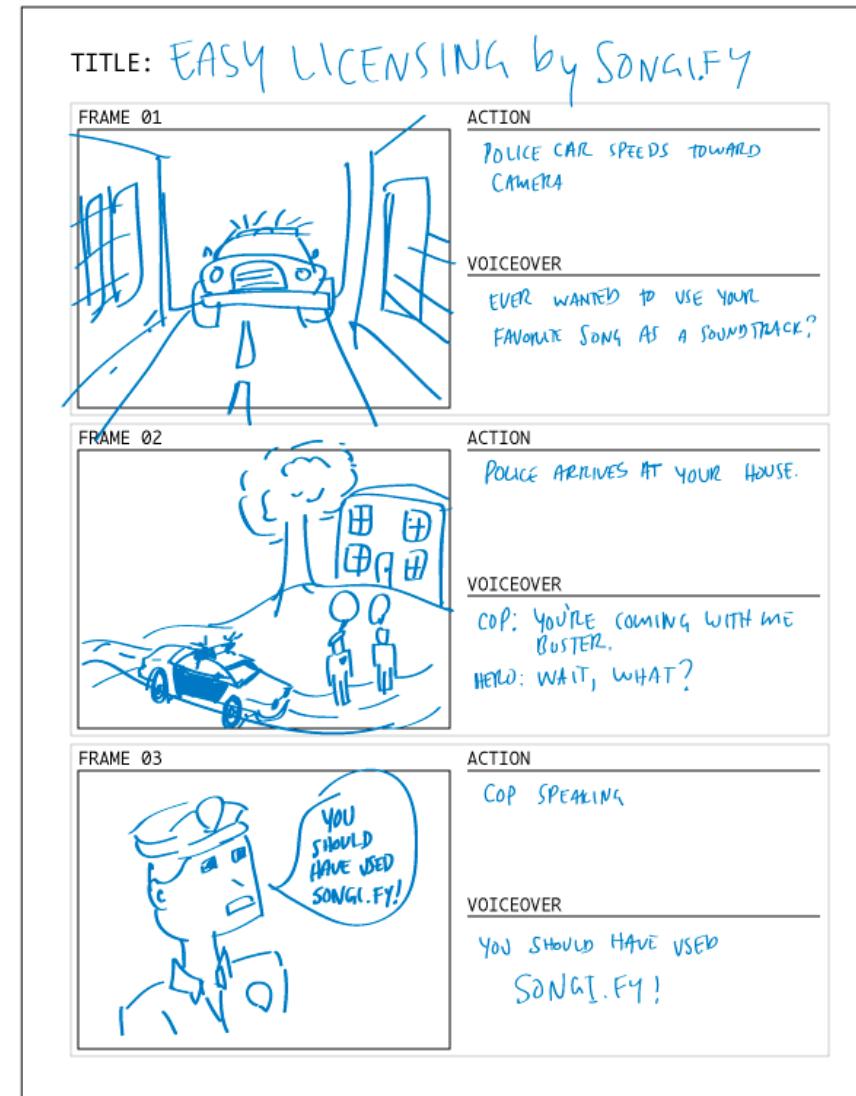 TITLE: EASY LICENSING by SONGI.FY
FRAME 01
ACTION
POLICE CAR SPEEDS TOWARD
CAMERA
VOICEOVER
EVER WANTED TO USE YOUR
FAVORITE SONG AS A SOUNDTRACK?
FRAME 02
ACTION
POLICE ARRIVES AT YOUR HOUSE.
VOICEOVER
COP: YOU'RE COMING WITH ME
BUSTER.
HERO: WAIT, WHAT?
FRAME 03
YOU
SHOULD
HAVE USED
SONGI.FY!
ACTION
COP SPEAKING
VOICEOVER
YOU SHOULD HAVE USED
SONGI.FY!